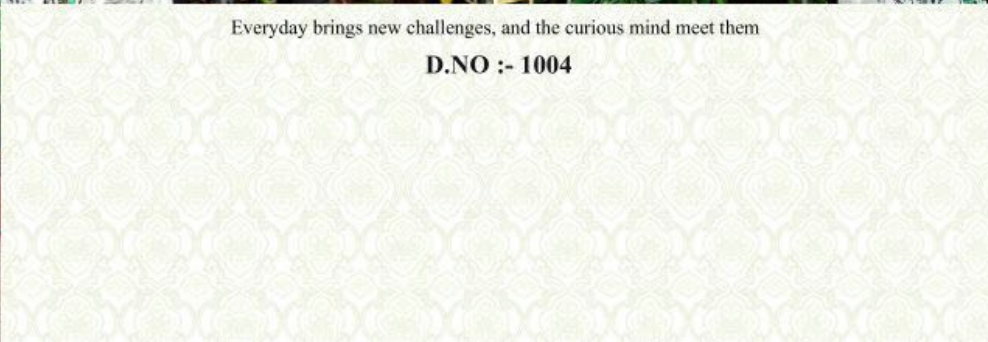 Everyday brings new challenges, and the curious mind meet them
D.NO :- 1004